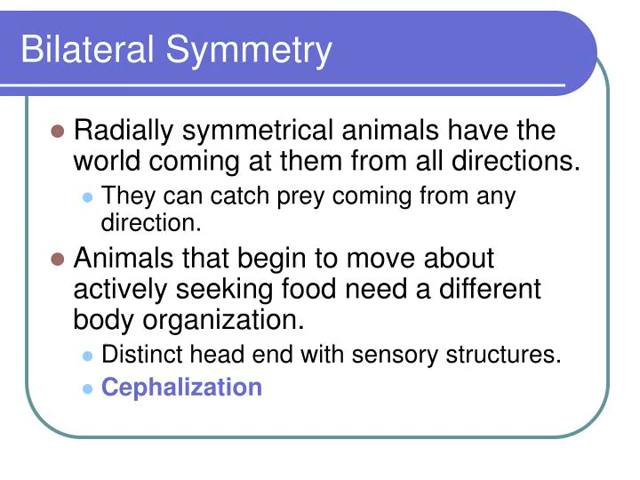 Bilateral Symmetry
Radially symmetrical animals have the
world coming at them from all directions.
They can catch prey coming from any
direction.
Animals that begin to move about
actively seeking food need a different
body organization.
Distinct head end with sensory structures.
Cephalization